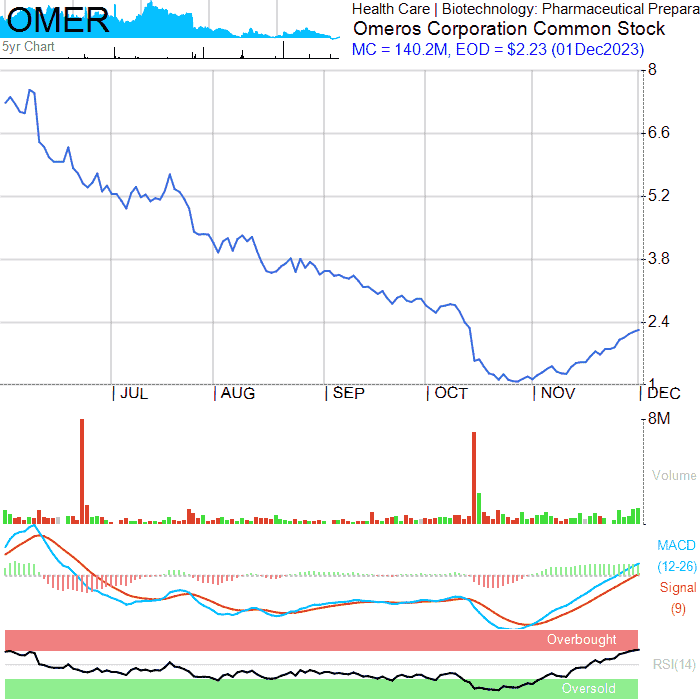 OMER
5yr Chart
Health Care | Biotechnology: Pharmaceutical Prepara
Omeros Corporation Common Stock
MC = 140.2M, EOD = $2.23 (01Dec2023)
8
6.6
5.2
3.8
2.4
1
JUL
AUG
SEP
OCT
NOV
DEC
8M
Volume
MACD
(12-26)
Signal
(9)
Overbought
RSI(14)
Oversold